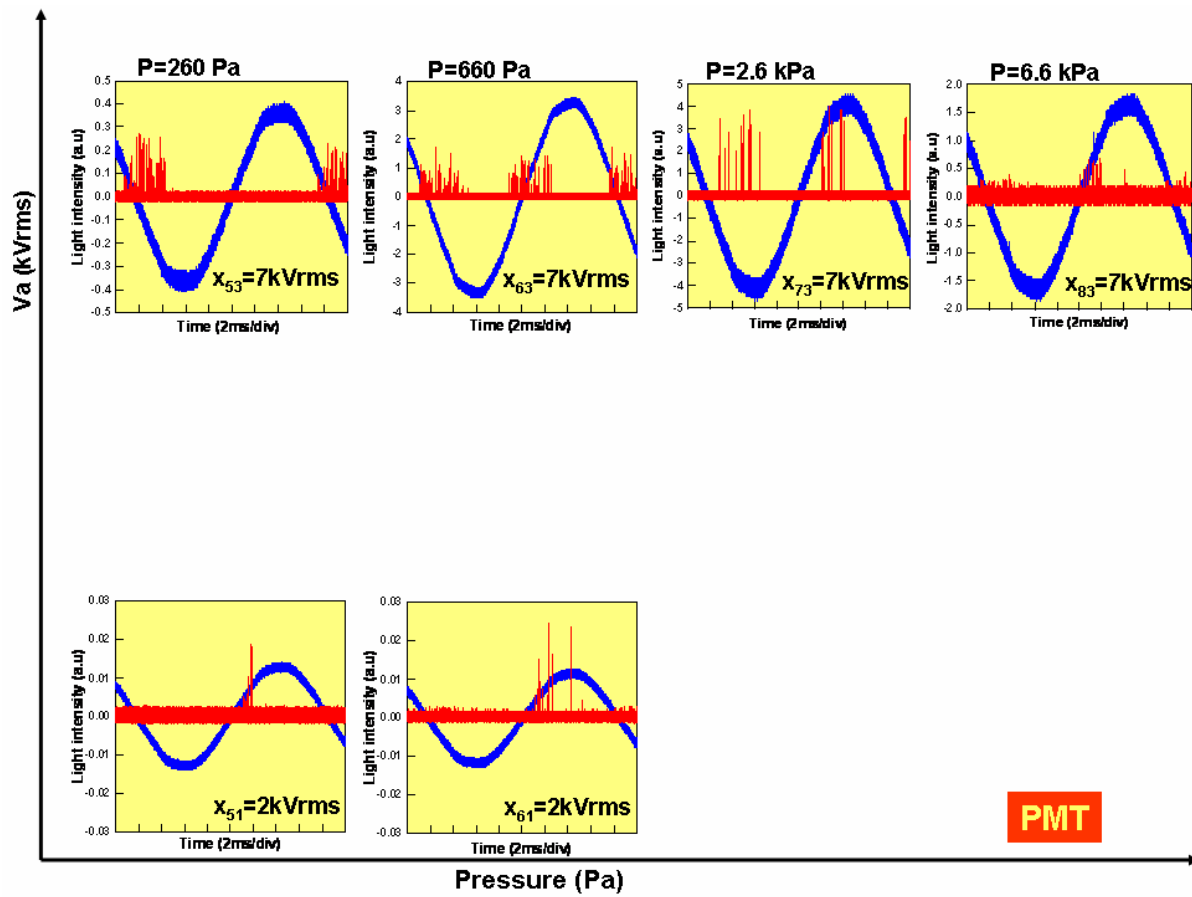 P=260 Pa
P=660 Pa
P=2.6 kPa
P=6.6 kPa
Va (kVrms)
Light intensity (a.u)
0.5
0.4
0.3
0.2
0.1
0.0
-0.1
-0.2
-0.3
-0.4
-0.5
x53=7kVrms
Time (2ms/div)
Light intensity (a.u)
4
3
2
1
0
-1
-2
-3
-4
x63=7kVrms
Time (2ms/div)
Light intensity (a.u)
5
4
3
2
1
0
-1
-2
-3
-4
-5
x73=7kVrms
Time (2ms/div)
Light intensity (a.u)
2.0
1.5
1.0
0.5
0.0
-0.5
-1.0
-1.5
-2.0
x83=7kVrms
Time (2ms/div)
Light intensity (a.u)
0.03
0.02
0.01
0.00
-0.01
-0.02
-0.03
x51=2kVrms
Time (2ms/div)
Light intensity (a.u)
0.03
0.02
0.01
0.00
-0.01
-0.02
-0.03
x61=2kVrms
Time (2ms/div)
PMT
Pressure (Pa)